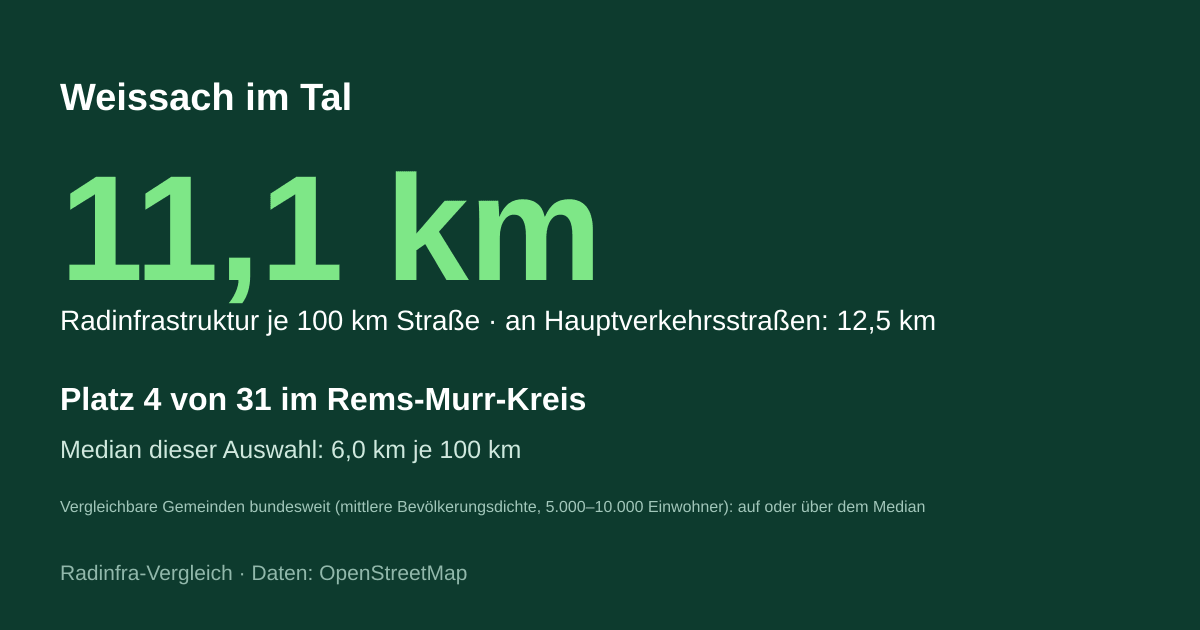 Weissach im Tal
11,1 km
Radinfrastruktur je 100 km Straße · an Hauptverkehrsstraßen: 12,5 km
Platz 4 von 31 im Rems-Murr-Kreis
Median dieser Auswahl: 6,0 km je 100 km
Vergleichbare Gemeinden bundesweit (mittlere Bevölkerungsdichte, 5.000–10.000 Einwohner): auf oder über dem Median
Radinfra-Vergleich · Daten: OpenStreetMap